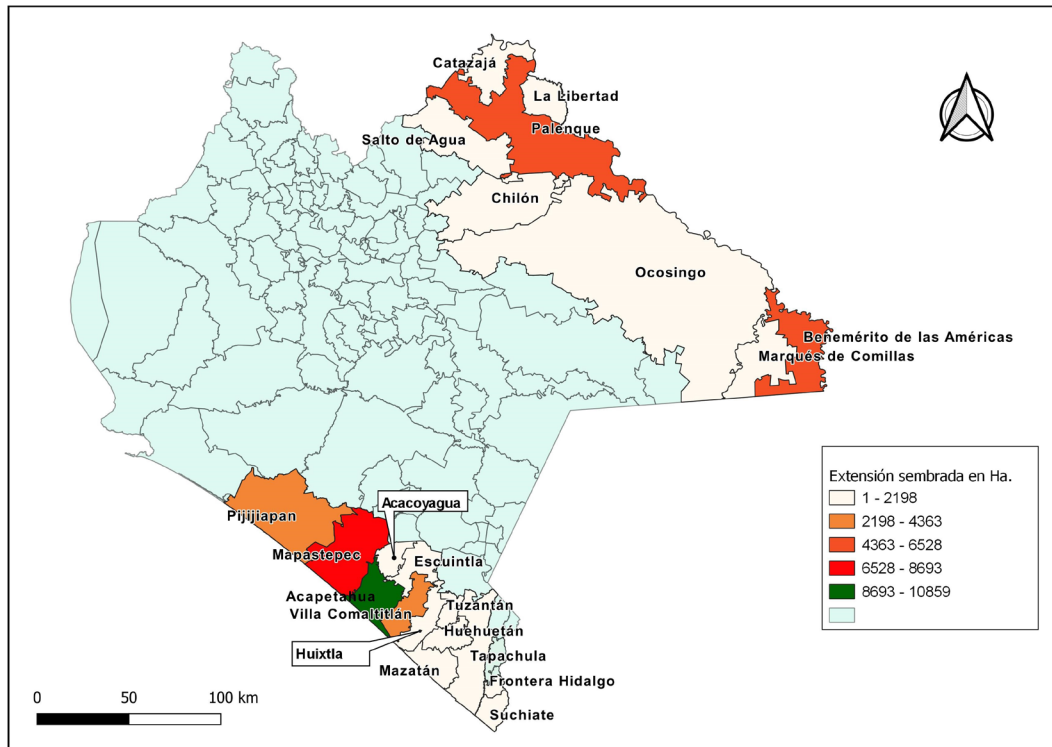 Catazajá
La Libertad
Palenque
Salto de Agua
Chilón
Ocosingo
Benemérito de las Américas
Marqués de Comillas
Extensión sembrada en Ha.
1 - 2198
2198 - 4363
4363 - 6528
6528 - 8693
8693 - 10859
Acacoyagua
Pijijiapan
Mapastepec
Escuintla
Acapetahua
Villa Comaltitlán
Tuzantán
Huehuetán
Huixtla
Tapachula
Mazatán
Frontera Hidalgo
Suchiate
0 50 100 km